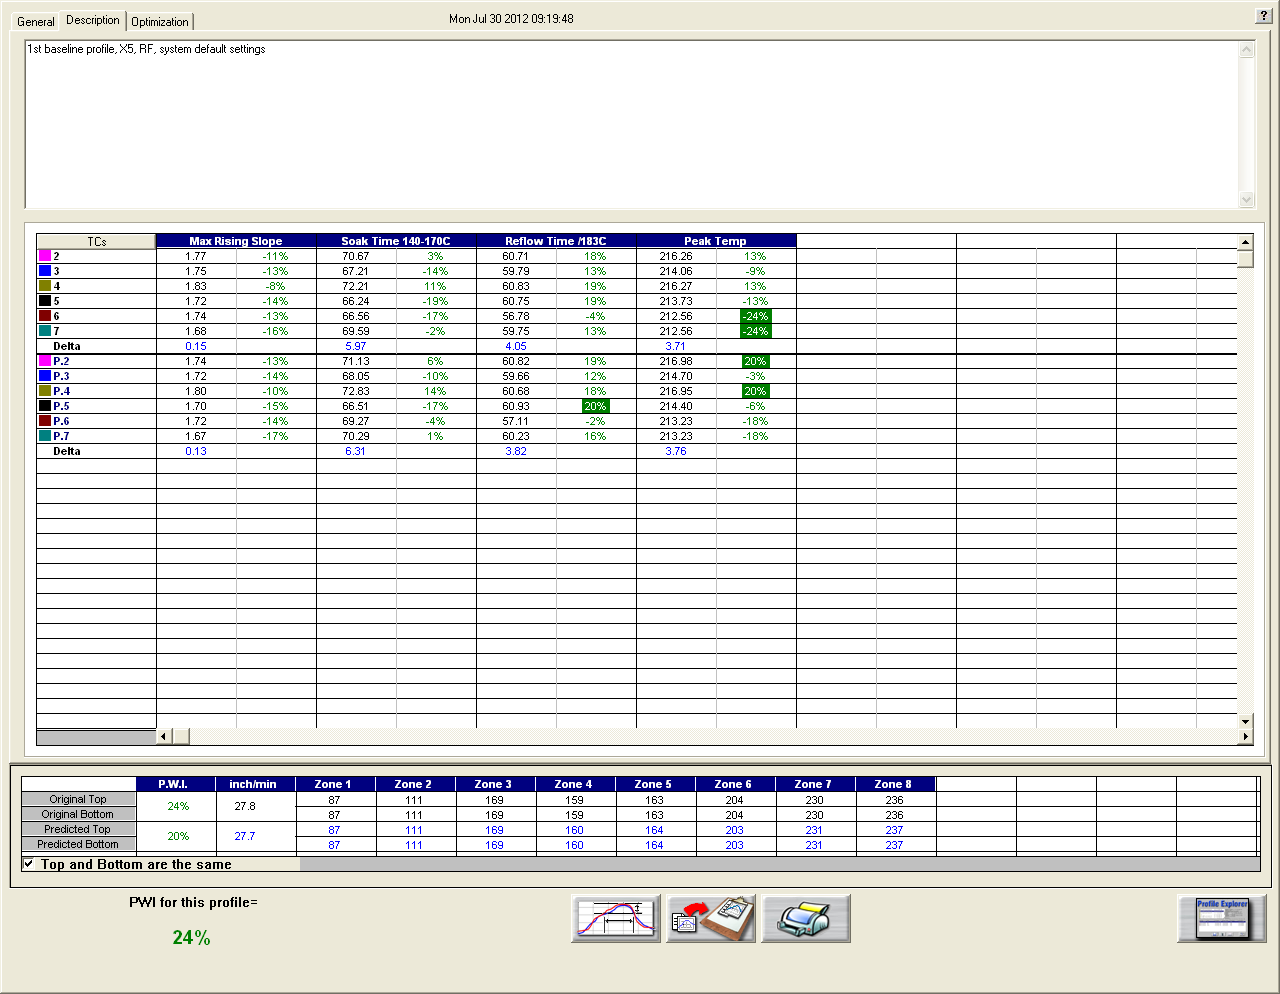 General Description Optimization Mon Jul 30 2012 09:19:48 ?
1st baseline profile, X5, RF, system default settings
TCs Max Rising Slope Soak Time 140-170C Reflow Time /183C Peak Temp
2 1.77 -11% 70.67 3% 60.71 18% 216.26 13%
3 1.75 -13% 67.21 -14% 59.79 13% 214.06 -9%
4 1.83 -8% 72.21 11% 60.83 19% 216.27 13%
5 1.72 -14% 66.24 -19% 60.75 19% 213.73 -13%
6 1.74 -13% 66.56 -17% 56.78 -4% 212.56 -24%
7 1.68 -16% 69.59 -2% 59.75 13% 212.56 -24%
Delta 0.15 5.97 4.05 3.71
P.2 1.74 -13% 71.13 6% 60.82 19% 216.98 20%
P.3 1.72 -14% 68.05 -10% 59.66 12% 214.70 -3%
P.4 1.80 -10% 72.83 14% 60.68 18% 216.95 20%
P.5 1.70 -15% 66.51 -17% 60.93 20% 214.40 -6%
P.6 1.72 -14% 69.27 -4% 57.11 -2% 213.23 -18%
P.7 1.67 -17% 70.29 1% 60.23 16% 213.23 -18%
Delta 0.13 6.31 3.82 3.76
P.W.I. inch/min Zone 1 Zone 2 Zone 3 Zone 4 Zone 5 Zone 6 Zone 7 Zone 8
Original Top 24% 27.8 87 111 169 159 163 204 230 236
Original Bottom 87 111 169 159 163 204 230 236
Predicted Top 20% 27.7 87 111 169 160 164 203 231 237
Predicted Bottom 87 111 169 160 164 203 231 237
Top and Bottom are the same
PWI for this profile=
24%
Profile Explorer